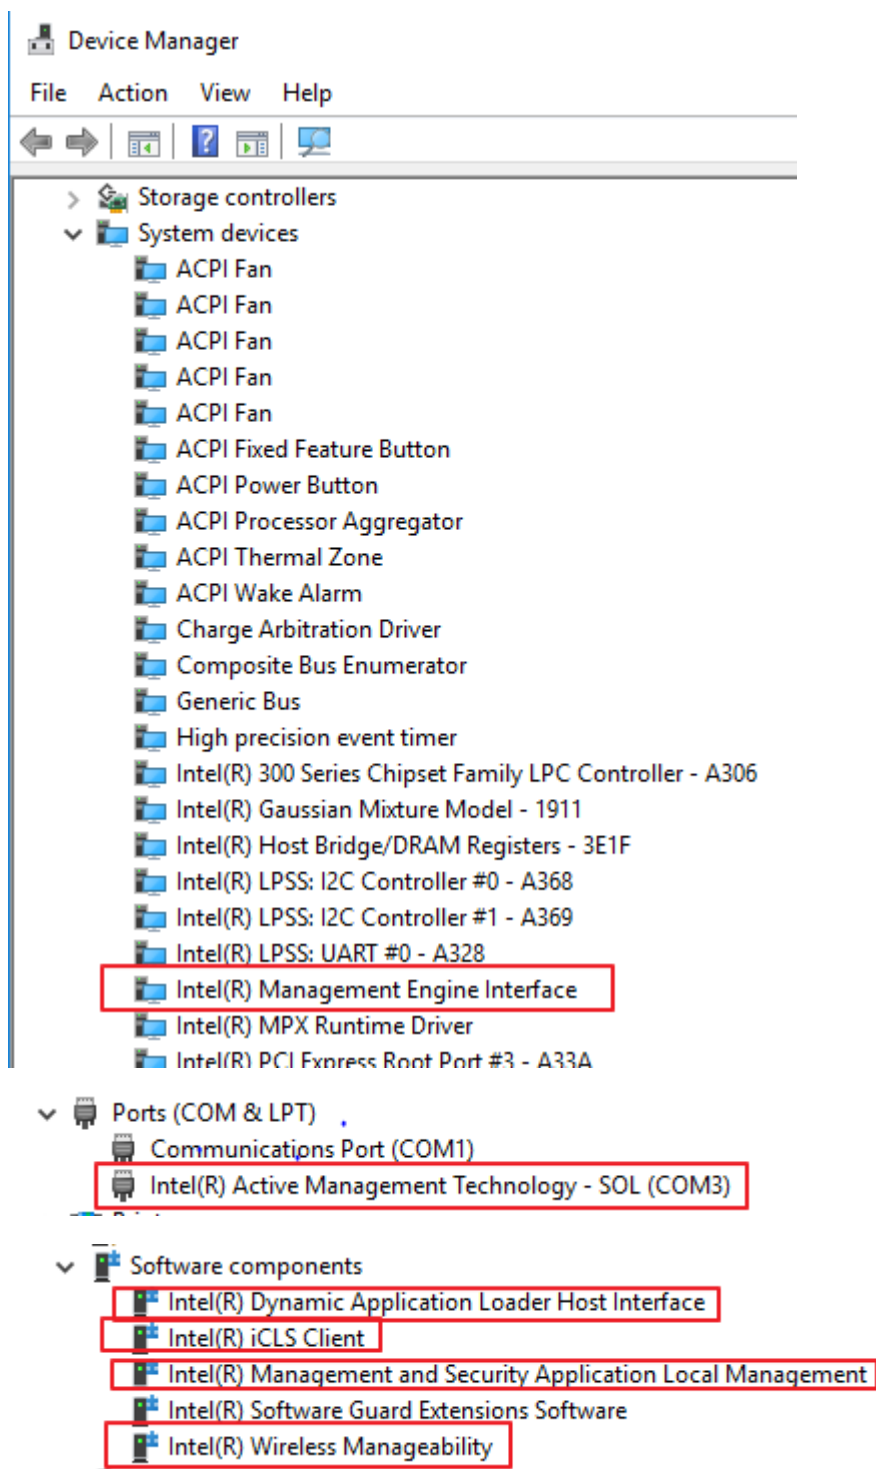 Device Manager
File Action View Help
Storage controllers
System devices
ACPI Fan
ACPI Fan
ACPI Fan
ACPI Fan
ACPI Fan
ACPI Fixed Feature Button
ACPI Power Button
ACPI Processor Aggregator
ACPI Thermal Zone
ACPI Wake Alarm
Charge Arbitration Driver
Composite Bus Enumerator
Generic Bus
High precision event timer
Intel(R) 300 Series Chipset Family LPC Controller - A306
Intel(R) Gaussian Mixture Model - 1911
Intel(R) Host Bridge/DRAM Registers - 3E1F
Intel(R) LPSS: I2C Controller #0 - A368
Intel(R) LPSS: I2C Controller #1 - A369
Intel(R) LPSS: UART #0 - A328
Intel(R) Management Engine Interface
Intel(R) MPX Runtime Driver
Intel(R) PCI Express Root Port #3 - A33A
Ports (COM & LPT)
Communications Port (COM1)
Intel(R) Active Management Technology - SOL (COM3)
Software components
Intel(R) Dynamic Application Loader Host Interface
Intel(R) iCLS Client
Intel(R) Management and Security Application Local Management
Intel(R) Software Guard Extensions Software
Intel(R) Wireless Manageability